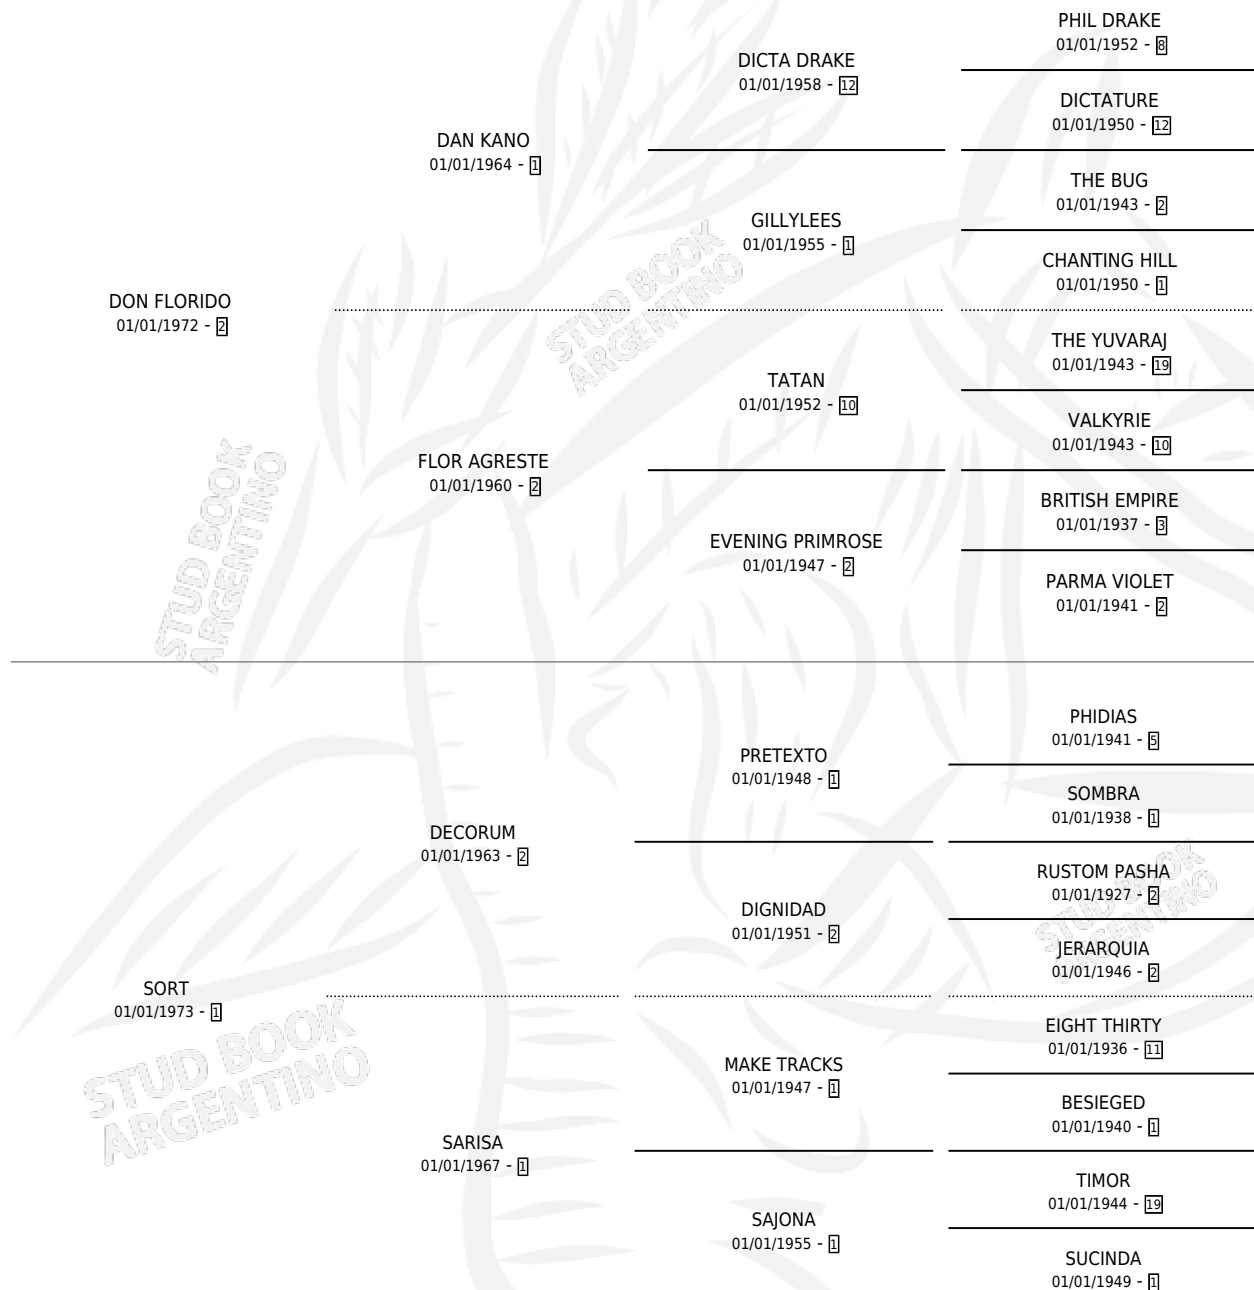 PHIL DRAKE
01/01/1952 - 8
DICTA DRAKE
01/01/1958 - 12
DICTATURE
01/01/1950 - 12
DAN KANO
01/01/1964 - 1
THE BUG
01/01/1943 - 2
GILLYLEES
01/01/1955 - 1
CHANTING HILL
01/01/1950 - 1
DON FLORIDO
01/01/1972 - 2
THE YUVARAJ
01/01/1943 - 19
TATAN
01/01/1952 - 10
VALKYRIE
01/01/1943 - 10
FLOR AGRESTE
01/01/1960 - 2
BRITISH EMPIRE
01/01/1937 - 3
EVENING PRIMROSE
01/01/1947 - 2
PARMA VIOLET
01/01/1941 - 2
PHIDIAS
01/01/1941 - 5
PRETEXTO
01/01/1948 - 1
SOMBRA
01/01/1938 - 1
DECORUM
01/01/1963 - 2
RUSTOM PASHA
01/01/1927 - 2
DIGNIDAD
01/01/1951 - 2
JERARQUIA
01/01/1946 - 2
SORT
01/01/1973 - 1
EIGHT THIRTY
01/01/1936 - 11
MAKE TRACKS
01/01/1947 - 1
BESIEGED
01/01/1940 - 1
SARISA
01/01/1967 - 1
TIMOR
01/01/1944 - 19
SAJONA
01/01/1955 - 1
SUCINDA
01/01/1949 - 1
STUD BOOK
ARGENTINO
STUD BOOK
ARGENTINO
STUD BOOK
ARGENTINO
STUD BOOK
ARGENTINO